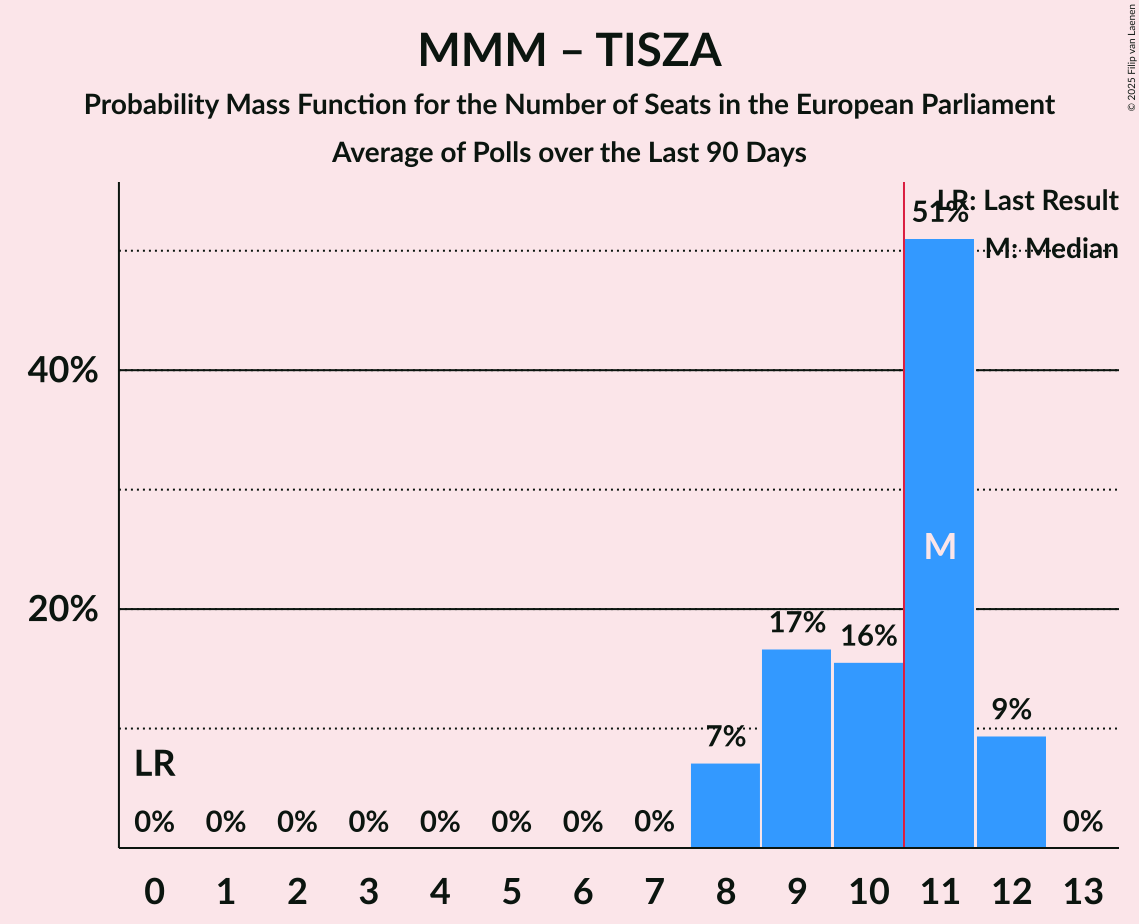 MMM – TISZA
Probability Mass Function for the Number of Seats in the European Parliament
Average of Polls over the Last 90 Days
© 2025 Filip van Laenen
LR: Last Result
M: Median
40%
20%
LR
M
0%
0%
0%
0%
0%
0%
0%
0%
7%
17%
16%
51%
9%
0%
0 1 2 3 4 5 6 7 8 9 10 11 12 13